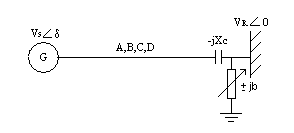 Vs∠δ
VR∠0
G
A,B,C,D
-jXc
± jb